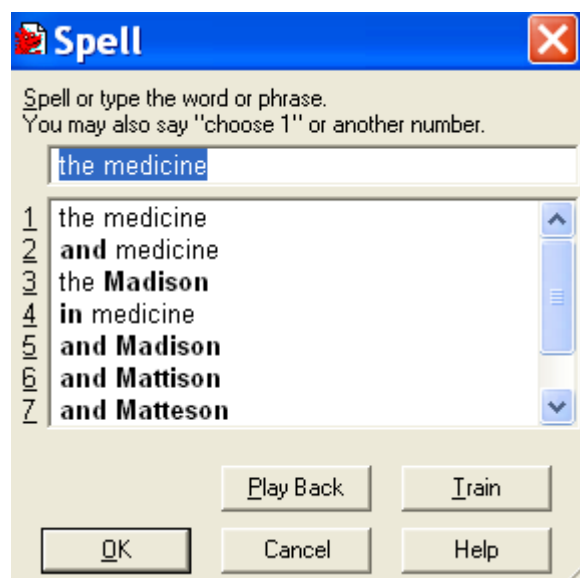 Spell
Spell or type the word or phrase.
You may also say "choose 1" or another number.
the medicine
1 the medicine
2 and medicine
3 the Madison
4 in medicine
5 and Madison
6 and Mattison
7 and Matteson
Play Back Train
OK Cancel Help